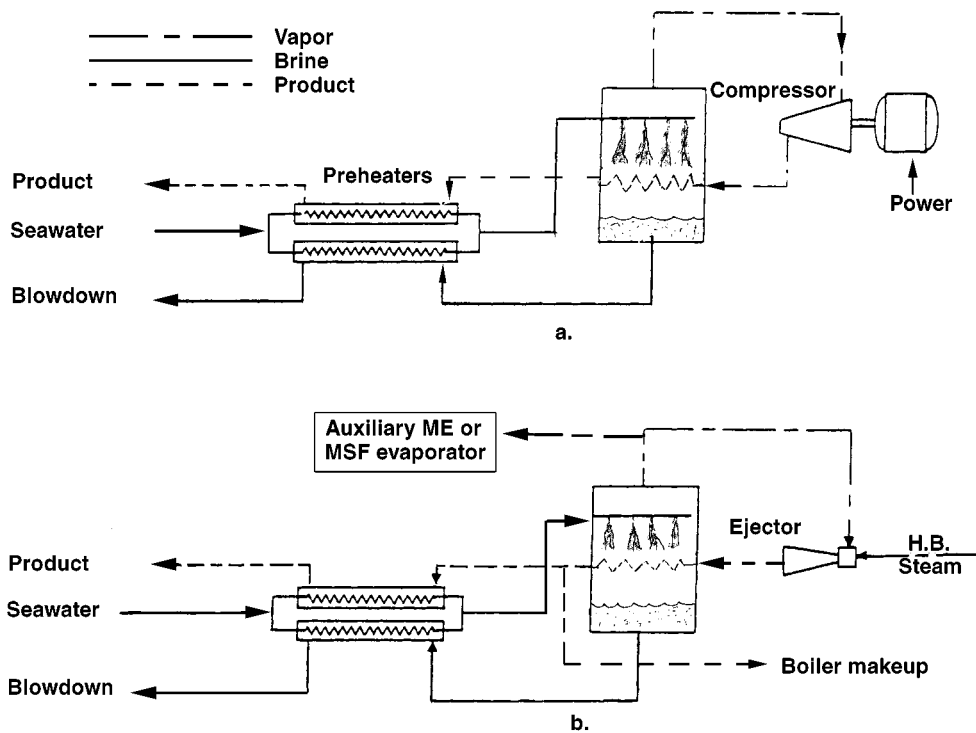 Vapor
Brine
Product
Compressor
Product
Preheaters
Power
Seawater
Blowdown
a.
Auxiliary ME or
MSF evaporator
Ejector
H.B.
Steam
Product
Seawater
Boiler makeup
Blowdown
b.